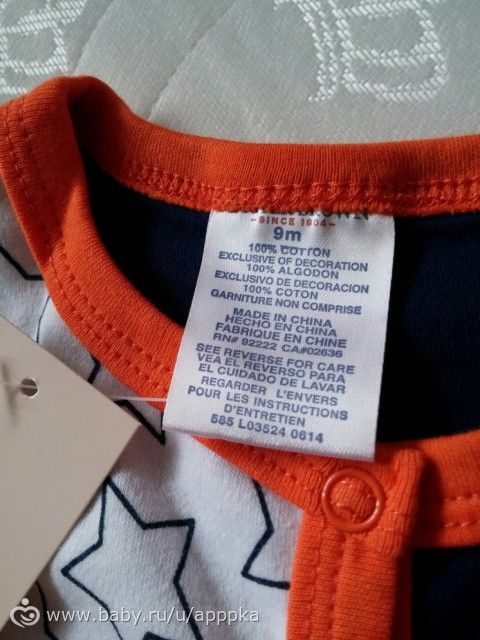 - SINCE 1904 -
9m
100% COTTON
EXCLUSIVE OF DECORATION
100% ALGODON
EXCLUSIVO DE DECORACION
100% COTON
GARNITURE NON COMPRISE
MADE IN CHINA
HECHO EN CHINA
FABRIQUE EN CHINE
RN# 92222 CA#02636
SEE REVERSE FOR CARE
VEA EL REVERSO PARA
EL CUIDADO DE LAVAR
REGARDER L'ENVERS
POUR LES INSTRUCTIONS
D'ENTRETIEN
585 L03524 0614
www.baby.ru/u/apppka